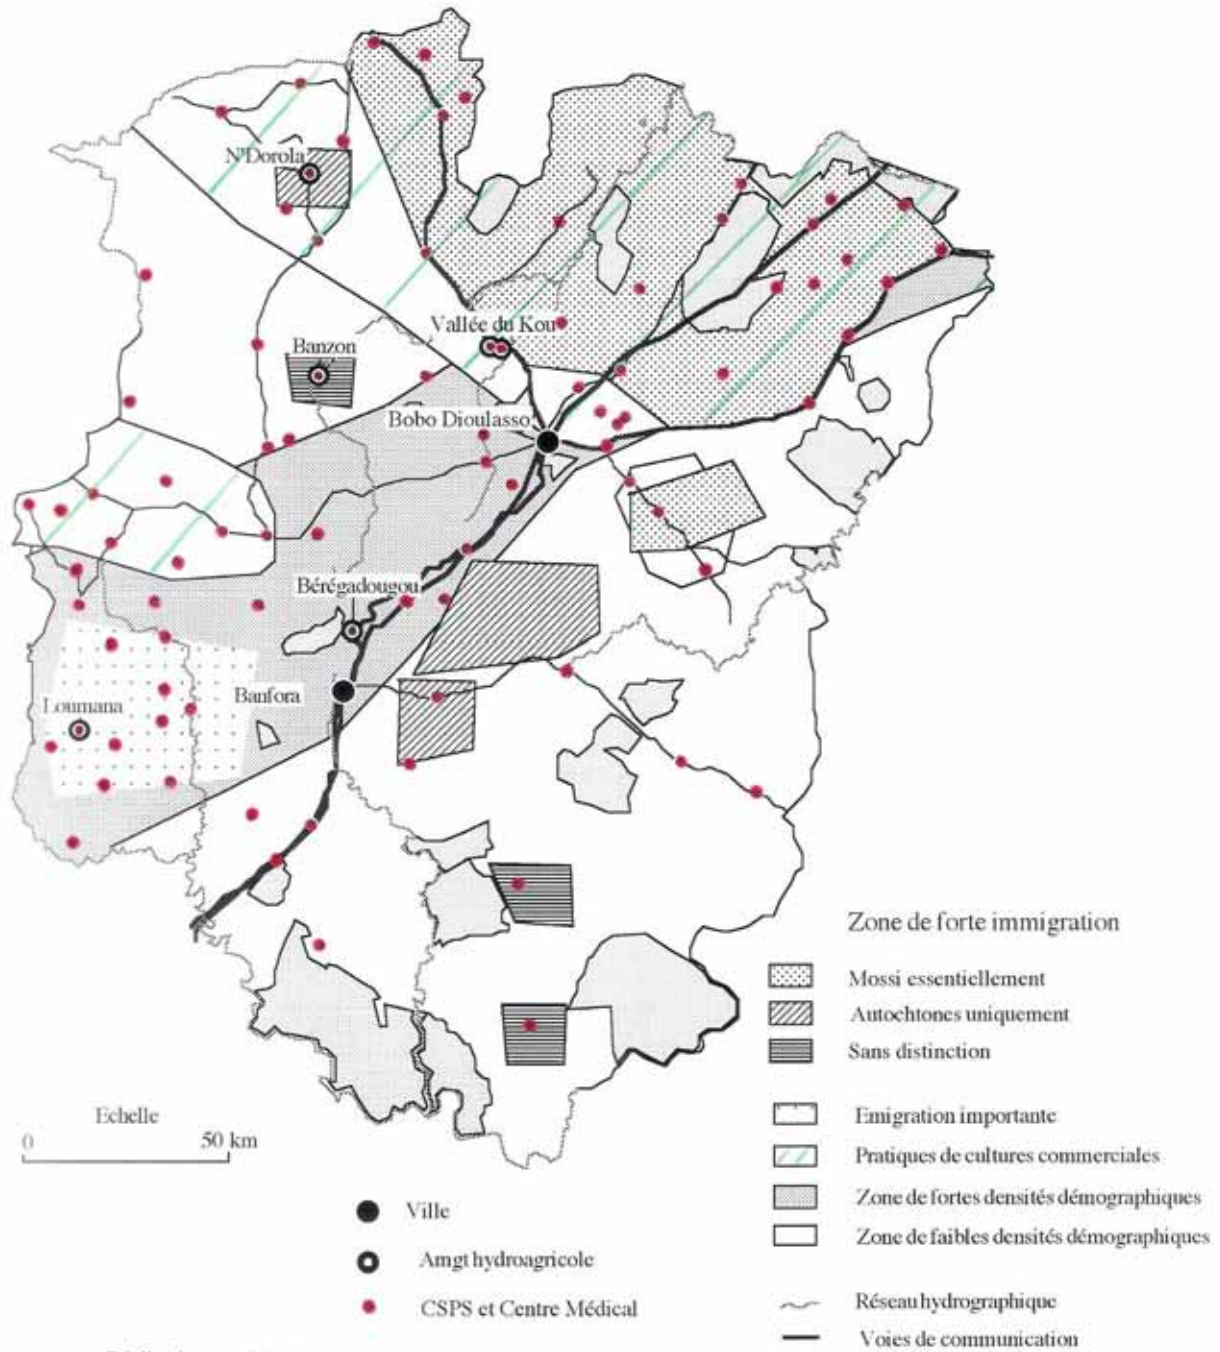 N'Dorola
Vallée du Kou
Banzon
Bobo Dioulasso
Bérégadougou
Banfora
Loumana
Zone de forte immigration
Mossi essentiellement
Autochtones uniquement
Sans distinction
Echelle
0 50 km
Emigration importante
Pratiques de cultures commerciales
Zone de fortes densités démographiques
Zone de faibles densités démographiques
Ville
Amgt hydroagricole
CSPS et Centre Médical
Réseau hydrographique
Voies de communication